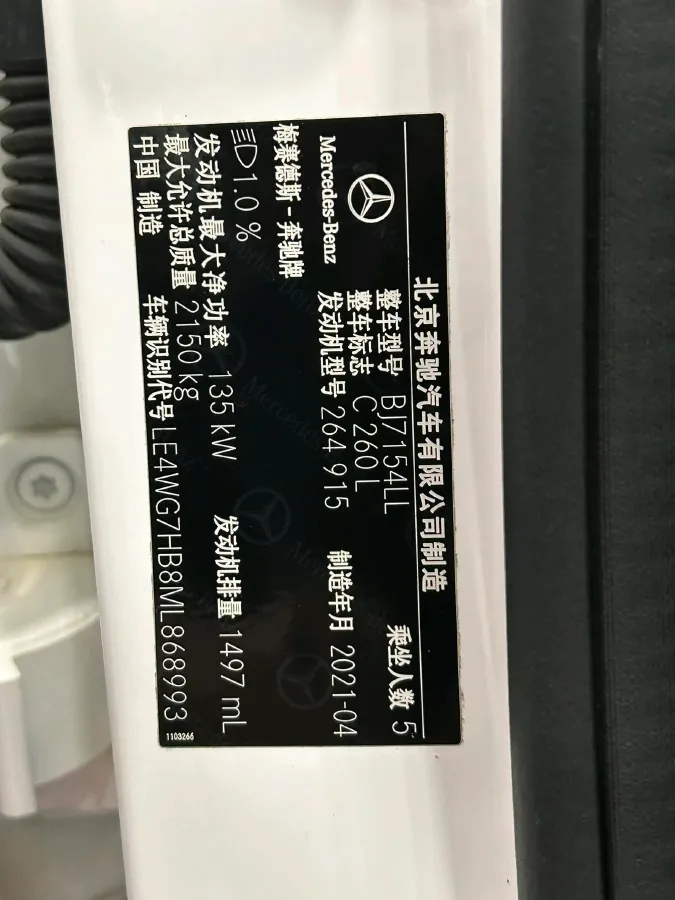 北京奔驰汽车有限公司制造
Mercedes-Benz
梅赛德斯-奔驰牌
整车型号 BJ7154LL 乘坐人数 5
整车标志 C 260 L
发动机型号 264 915 制造年月 2021-04
1.0 %
发动机最大净功率 135 kW 发动机排量 1497 mL
最大允许总质量 2150 kg
中国 制造 车辆识别代号 LE4WG7HB8ML868993
1103266